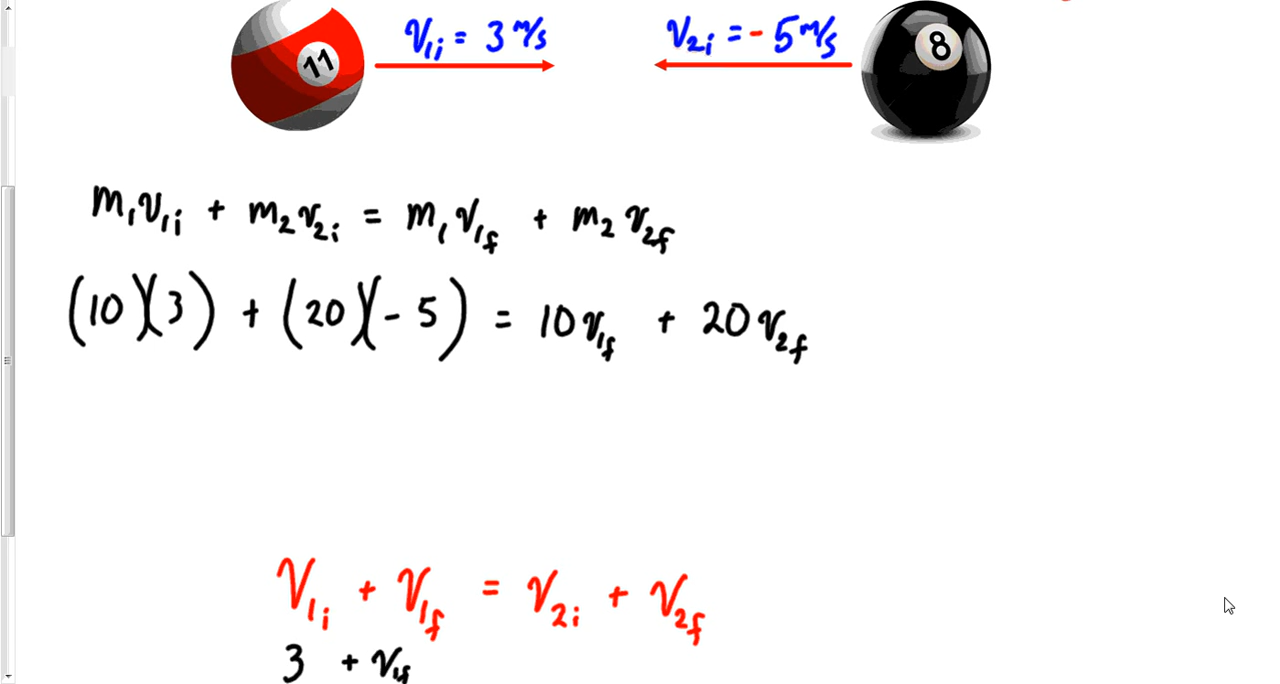 11 V₁ᵢ = 3 m/s V₂ᵢ = - 5 m/s 8
m₁v₁ᵢ + m₂v₂ᵢ = m₁v₁f + m₂v₂f
(10)(3) + (20)(-5) = 10v₁f + 20v₂f
V₁ᵢ + V₁f = V₂ᵢ + V₂f
3 + v₁f